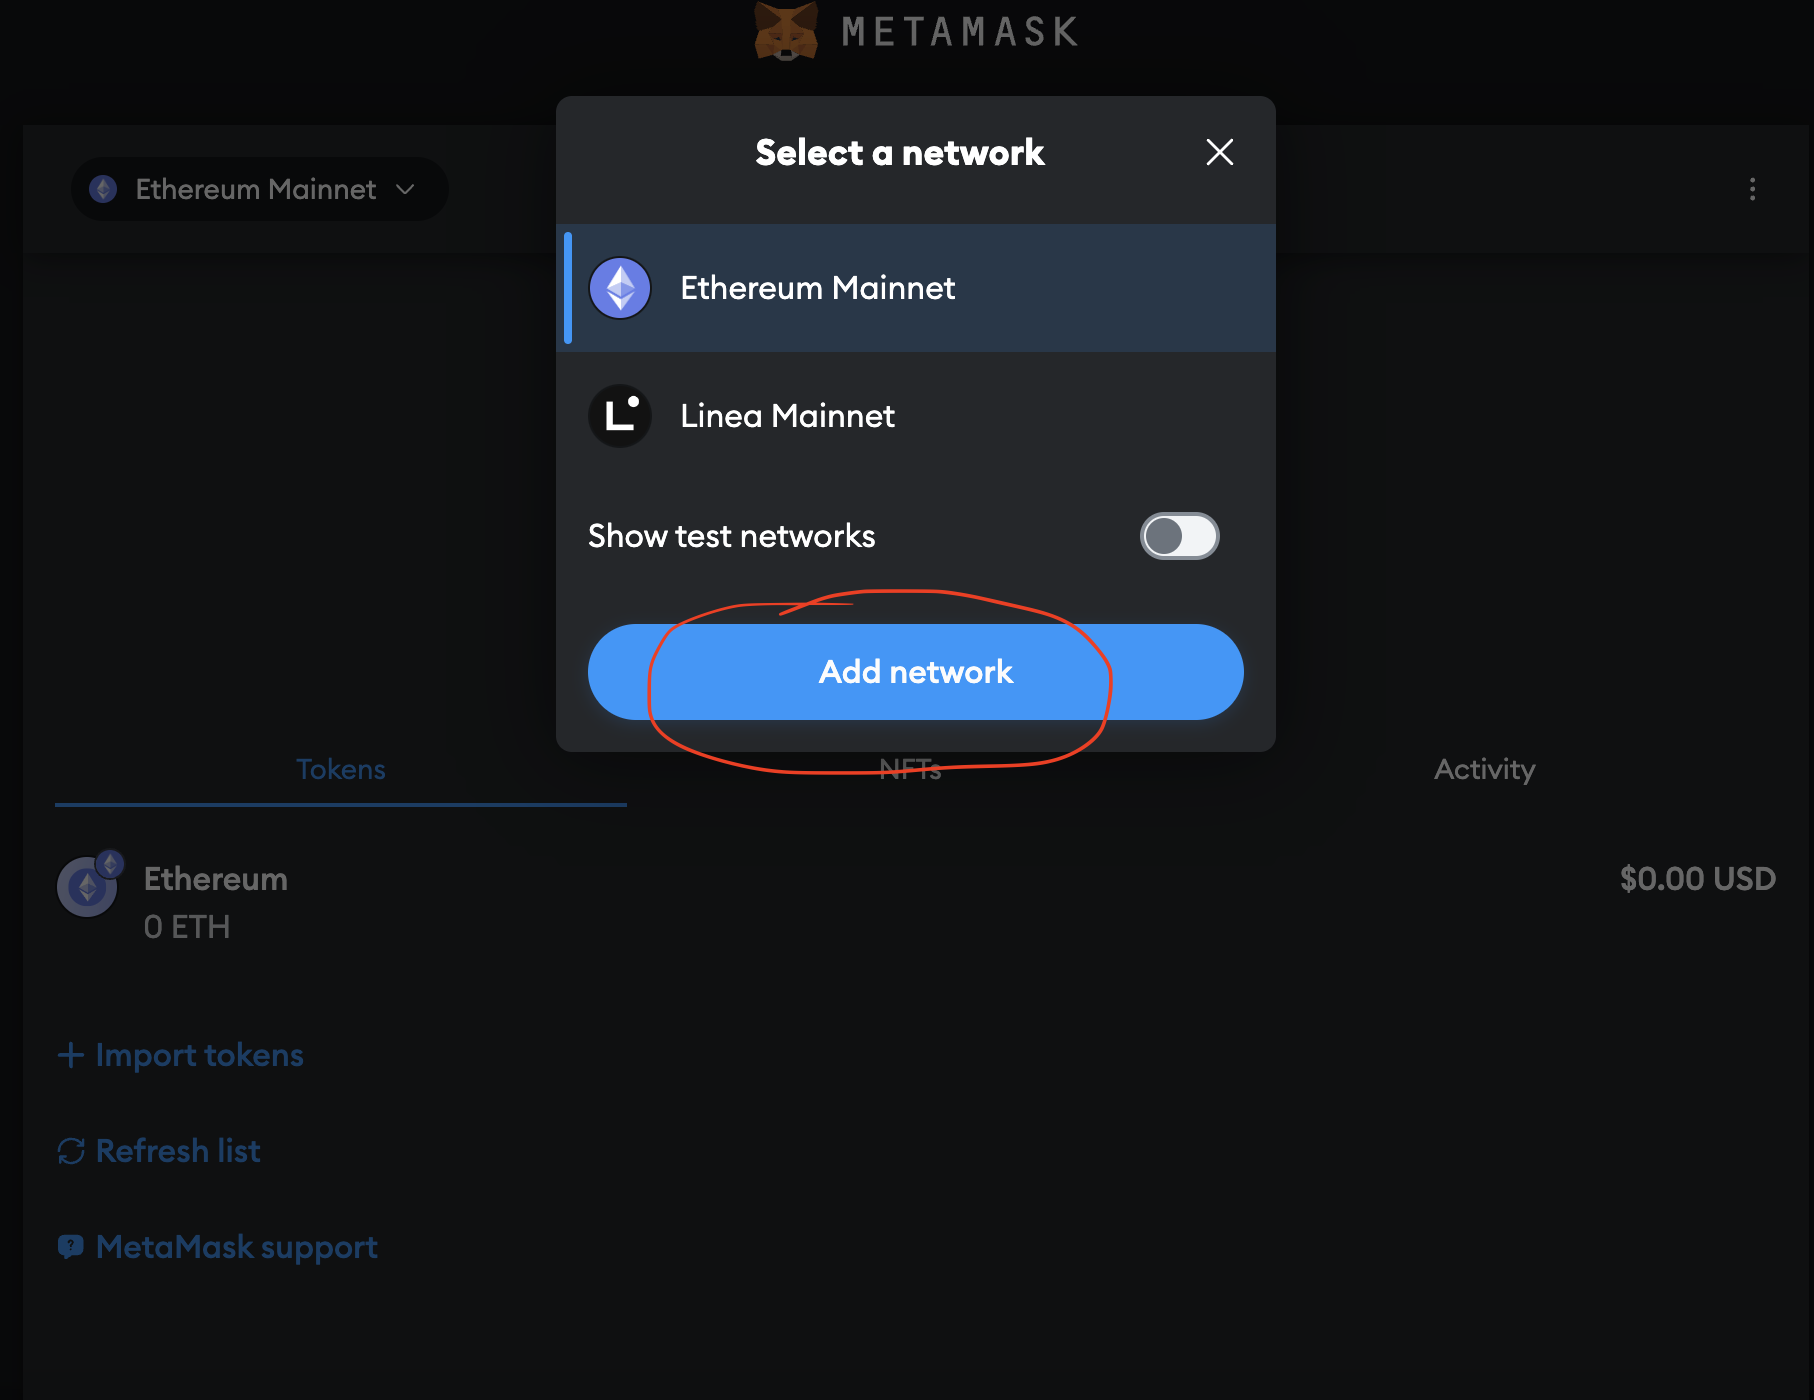 METAMASK
Select a network
Ethereum Mainnet
Ethereum Mainnet
Linea Mainnet
Show test networks
Add network
Tokens
NFTs
Activity
Ethereum
$0.00 USD
0 ETH
Import tokens
Refresh list
MetaMask support